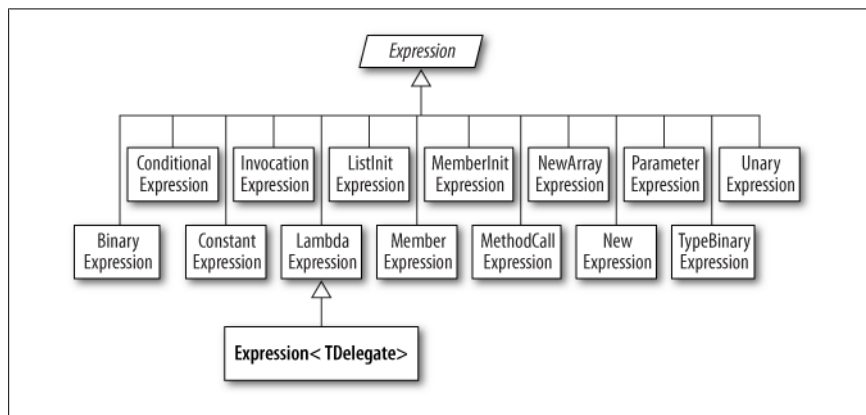 Expression
Conditional
Expression
Invocation
Expression
ListInit
Expression
MemberInit
Expression
NewArray
Expression
Parameter
Expression
Unary
Expression
Binary
Expression
Constant
Expression
Lambda
Expression
Member
Expression
MethodCall
Expression
New
Expression
TypeBinary
Expression
Expression< TDelegate>